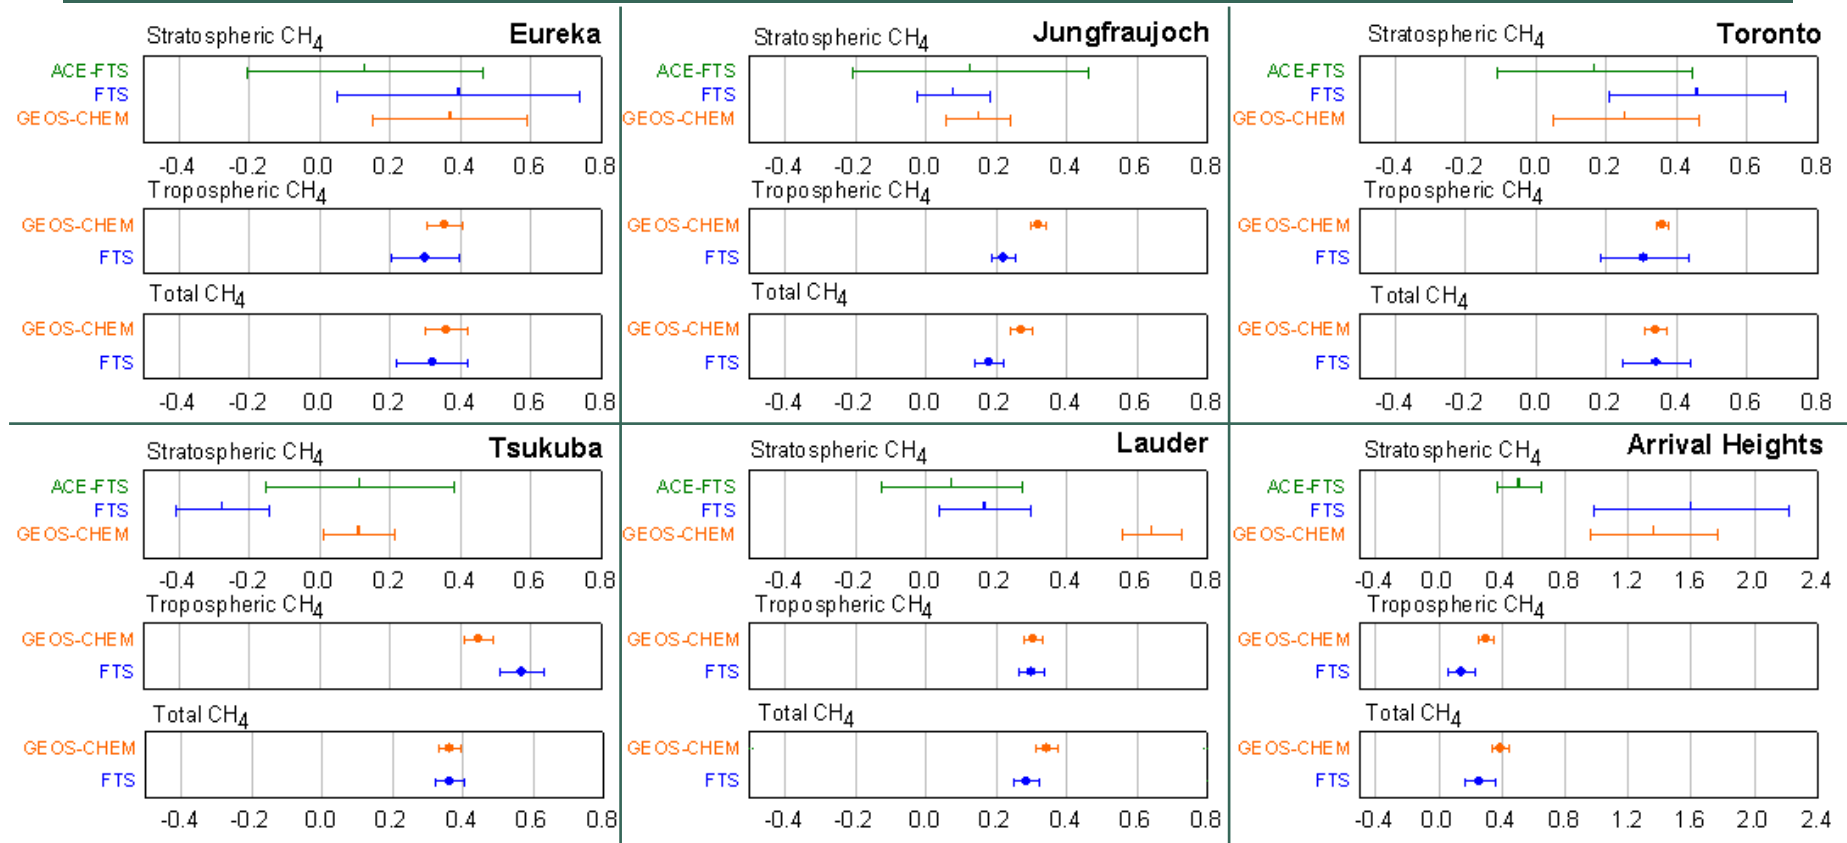 Eureka
Stratospheric CH4
ACE-FTS
FTS
GEOS-CHEM
-0.4 -0.2 0.0 0.2 0.4 0.6 0.8
Tropospheric CH4
GEOS-CHEM
FTS
Total CH4
GEOS-CHEM
FTS
-0.4 -0.2 0.0 0.2 0.4 0.6 0.8
Jungfraujoch
Stratospheric CH4
ACE-FTS
FTS
GEOS-CHEM
-0.4 -0.2 0.0 0.2 0.4 0.6 0.8
Tropospheric CH4
GEOS-CHEM
FTS
Total CH4
GEOS-CHEM
FTS
-0.4 -0.2 0.0 0.2 0.4 0.6 0.8
Toronto
Stratospheric CH4
ACE-FTS
FTS
GEOS-CHEM
-0.4 -0.2 0.0 0.2 0.4 0.6 0.8
Tropospheric CH4
GEOS-CHEM
FTS
Total CH4
GEOS-CHEM
FTS
-0.4 -0.2 0.0 0.2 0.4 0.6 0.8
Tsukuba
Stratospheric CH4
ACE-FTS
FTS
GEOS-CHEM
-0.4 -0.2 0.0 0.2 0.4 0.6 0.8
Tropospheric CH4
GEOS-CHEM
FTS
Total CH4
GEOS-CHEM
FTS
-0.4 -0.2 0.0 0.2 0.4 0.6 0.8
Lauder
Stratospheric CH4
ACE-FTS
FTS
GEOS-CHEM
-0.4 -0.2 0.0 0.2 0.4 0.6 0.8
Tropospheric CH4
GEOS-CHEM
FTS
Total CH4
GEOS-CHEM
FTS
-0.4 -0.2 0.0 0.2 0.4 0.6 0.8
Arrival Heights
Stratospheric CH4
ACE-FTS
FTS
GEOS-CHEM
-0.4 0.0 0.4 0.8 1.2 1.6 2.0 2.4
Tropospheric CH4
GEOS-CHEM
FTS
Total CH4
GEOS-CHEM
FTS
-0.4 0.0 0.4 0.8 1.2 1.6 2.0 2.4